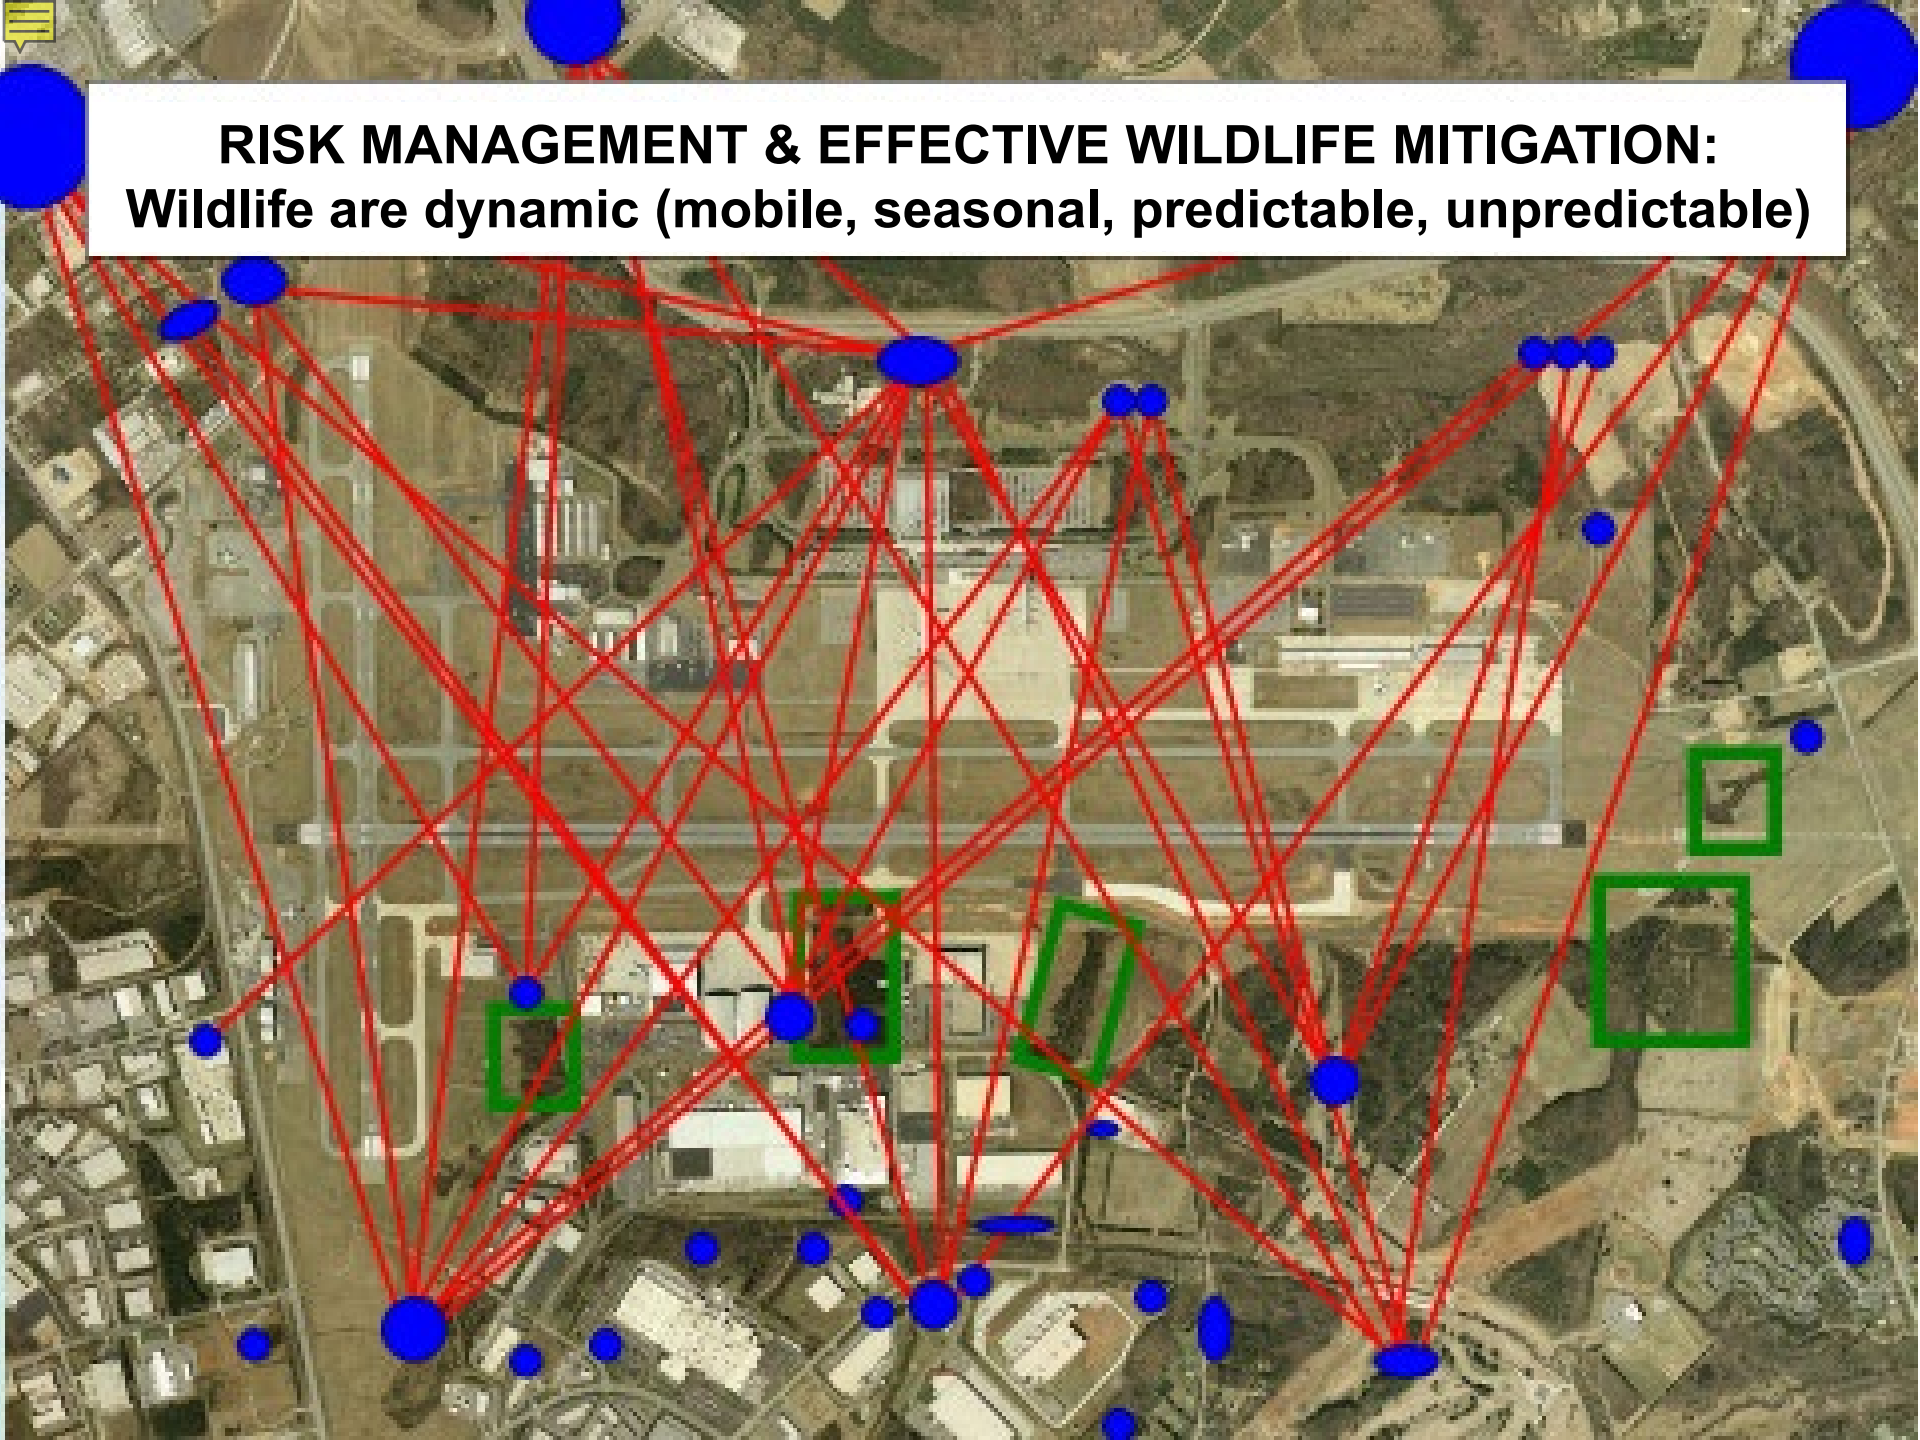 RISK MANAGEMENT & EFFECTIVE WILDLIFE MITIGATION:
Wildlife are dynamic (mobile, seasonal, predictable, unpredictable)